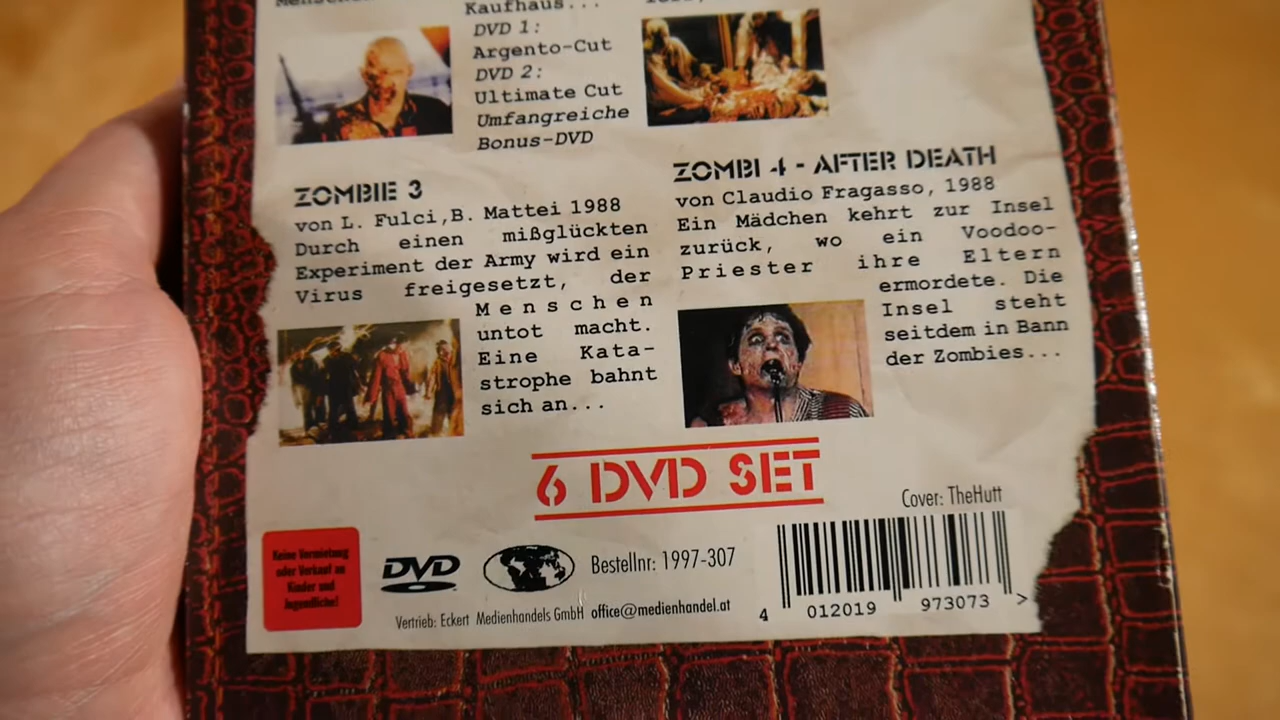 Kaufhaus...
DVD 1:
Argento-Cut
DVD 2:
Ultimate Cut
Umfangreiche
Bonus-DVD
ZOMBIE 3
von L. Fulci,B. Mattei 1988
Durch einen mißglückten
Experiment der Army wird ein
Virus freigesetzt, der
Menschen
untot macht.
Eine Kata-
strophe bahnt
sich an...
ZOMBI 4 - AFTER DEATH
von Claudio Fragasso, 1988
Ein Mädchen kehrt zur Insel
zurück, wo ein Voodoo-
Priester ihre Eltern
ermordete. Die
Insel steht
seitdem in Bann
der Zombies...
6 DVD SET
Cover: TheHutt
Keine Vermietung
oder Verkauf an
Kinder und
Jugendliche!
DVD
Bestellnr: 1997-307
Vertrieb: Eckert Medienhandels GmbH office@medienhandel.at
4 012019 973073 >